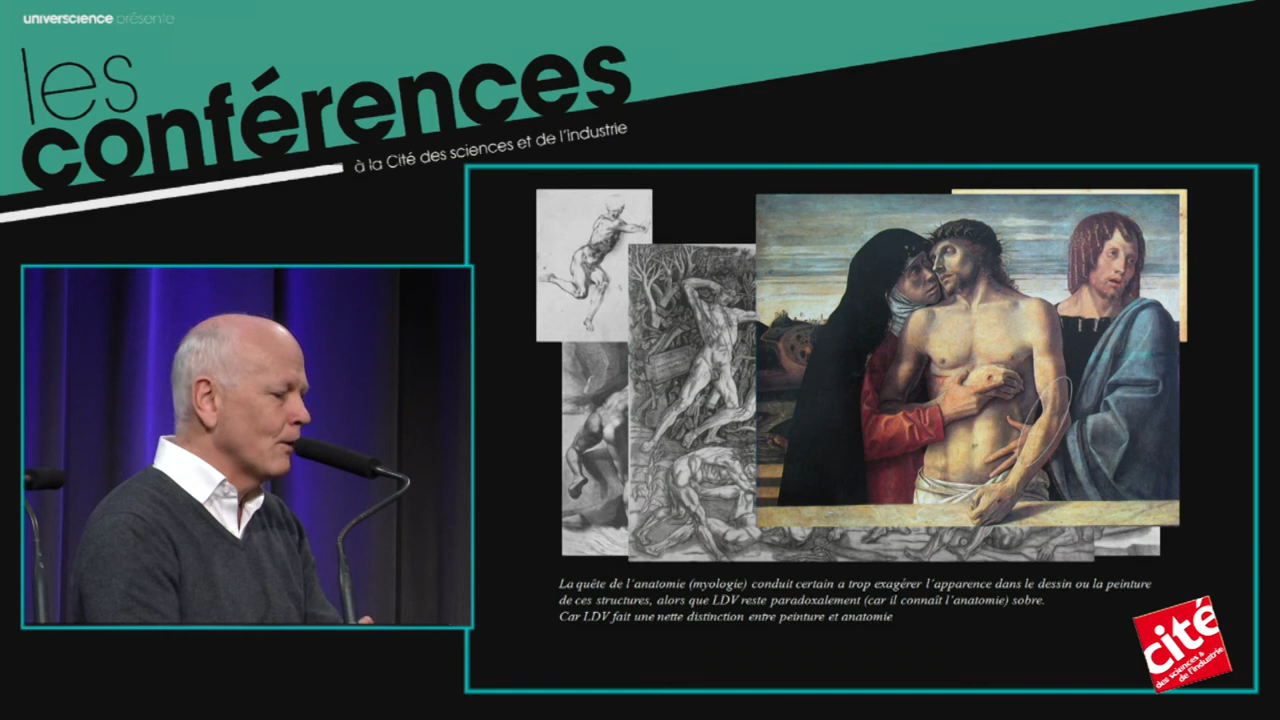 universcience présente
les
conférences
à la Cité des sciences et de l'industrie
La quête de l'anatomie (myologie) conduit certain a trop exagérer l'apparence dans le dessin ou la peinture
de ces structures, alors que LDV reste paradoxalement (car il connaît l'anatomie) sobre.
Car LDV fait une nette distinction entre peinture et anatomie
cité
des sciences &
de l'industrie